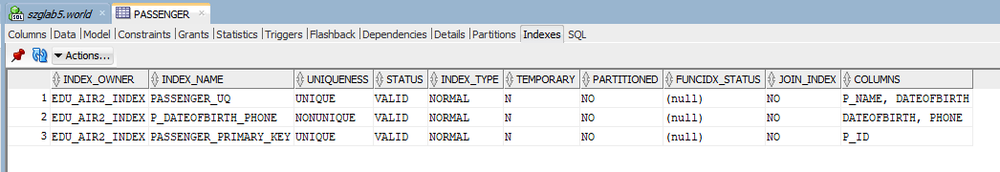 szglab5.world PASSENGER
Columns Data Model Constraints Grants Statistics Triggers Flashback Dependencies Details Partitions Indexes SQL
Actions...
INDEX_OWNER INDEX_NAME UNIQUENESS STATUS INDEX_TYPE TEMPORARY PARTITIONED FUNCIDX_STATUS JOIN_INDEX COLUMNS
1 EDU_AIR2_INDEX PASSENGER_UQ UNIQUE VALID NORMAL N NO (null) NO P_NAME, DATEOFBIRTH
2 EDU_AIR2_INDEX P_DATEOFBIRTH_PHONE NONUNIQUE VALID NORMAL N NO (null) NO DATEOFBIRTH, PHONE
3 EDU_AIR2_INDEX PASSENGER_PRIMARY_KEY UNIQUE VALID NORMAL N NO (null) NO P_ID